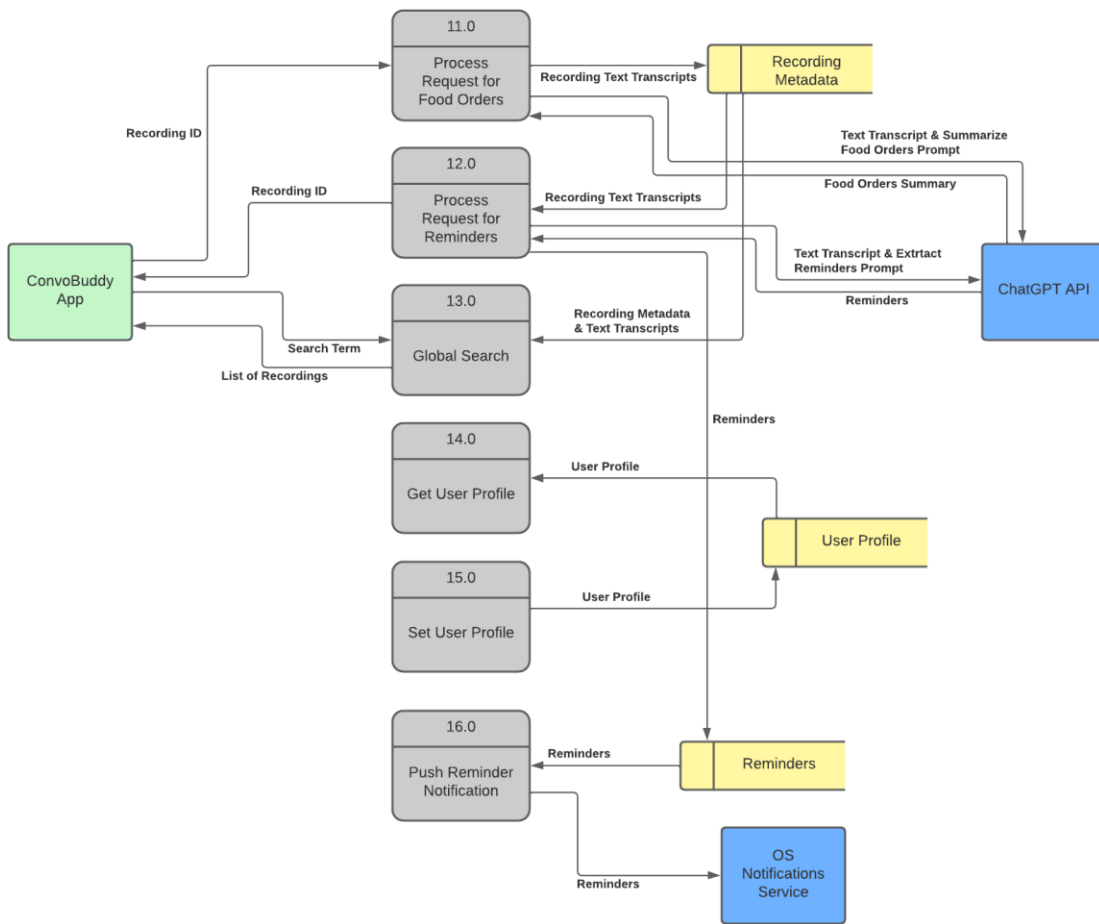 11.0
Process
Request for
Food Orders
Recording Text Transcripts
Recording
Metadata
Recording ID
Text Transcript & Summarize
Food Orders Prompt
Food Orders Summary
12.0
Process
Request for
Reminders
Recording ID
Recording Text Transcripts
Text Transcript & Extrtact
Reminders Prompt
Reminders
ConvoBuddy
App
ChatGPT API
13.0
Global Search
Recording Metadata
& Text Transcripts
Search Term
List of Recordings
Reminders
14.0
Get User Profile
User Profile
User Profile
15.0
Set User Profile
User Profile
16.0
Push Reminder
Notification
Reminders
Reminders
Reminders
OS
Notifications
Service